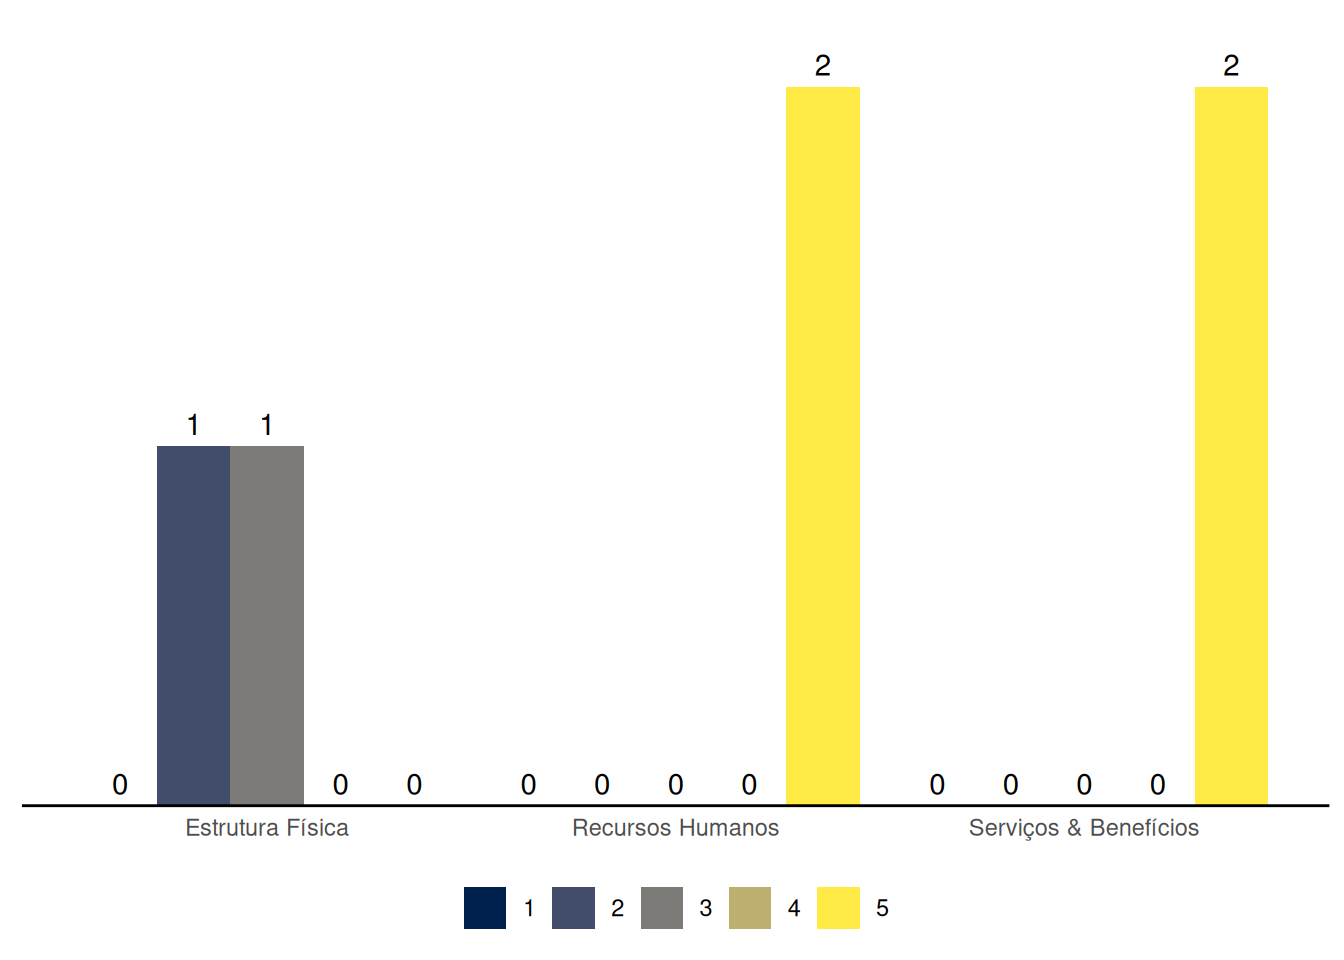 2 2
1 1
0 0 0 0 0 0 0 0 0 0 0
Estrutura Física Recursos Humanos Serviços & Benefícios
1 2 3 4 5